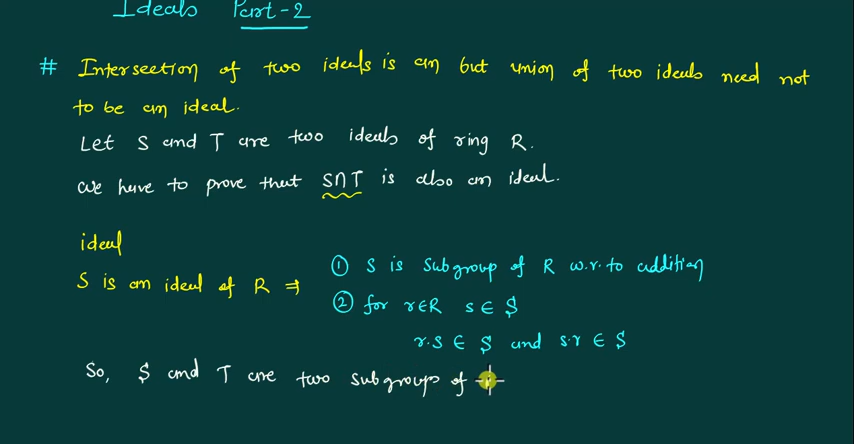 Ideals Part-2
# Intersection of two ideals is an but union of two ideals need not
to be an ideal.
Let S and T are two ideals of ring R.
We have to prove that S∩T is also an ideal.
ideal
S is an ideal of R ⇒ ① S is subgroup of R w.r.to addition
② for r∈R s ∈ S
r.s ∈ S and s.r ∈ S
So, S and T are two subgroup of